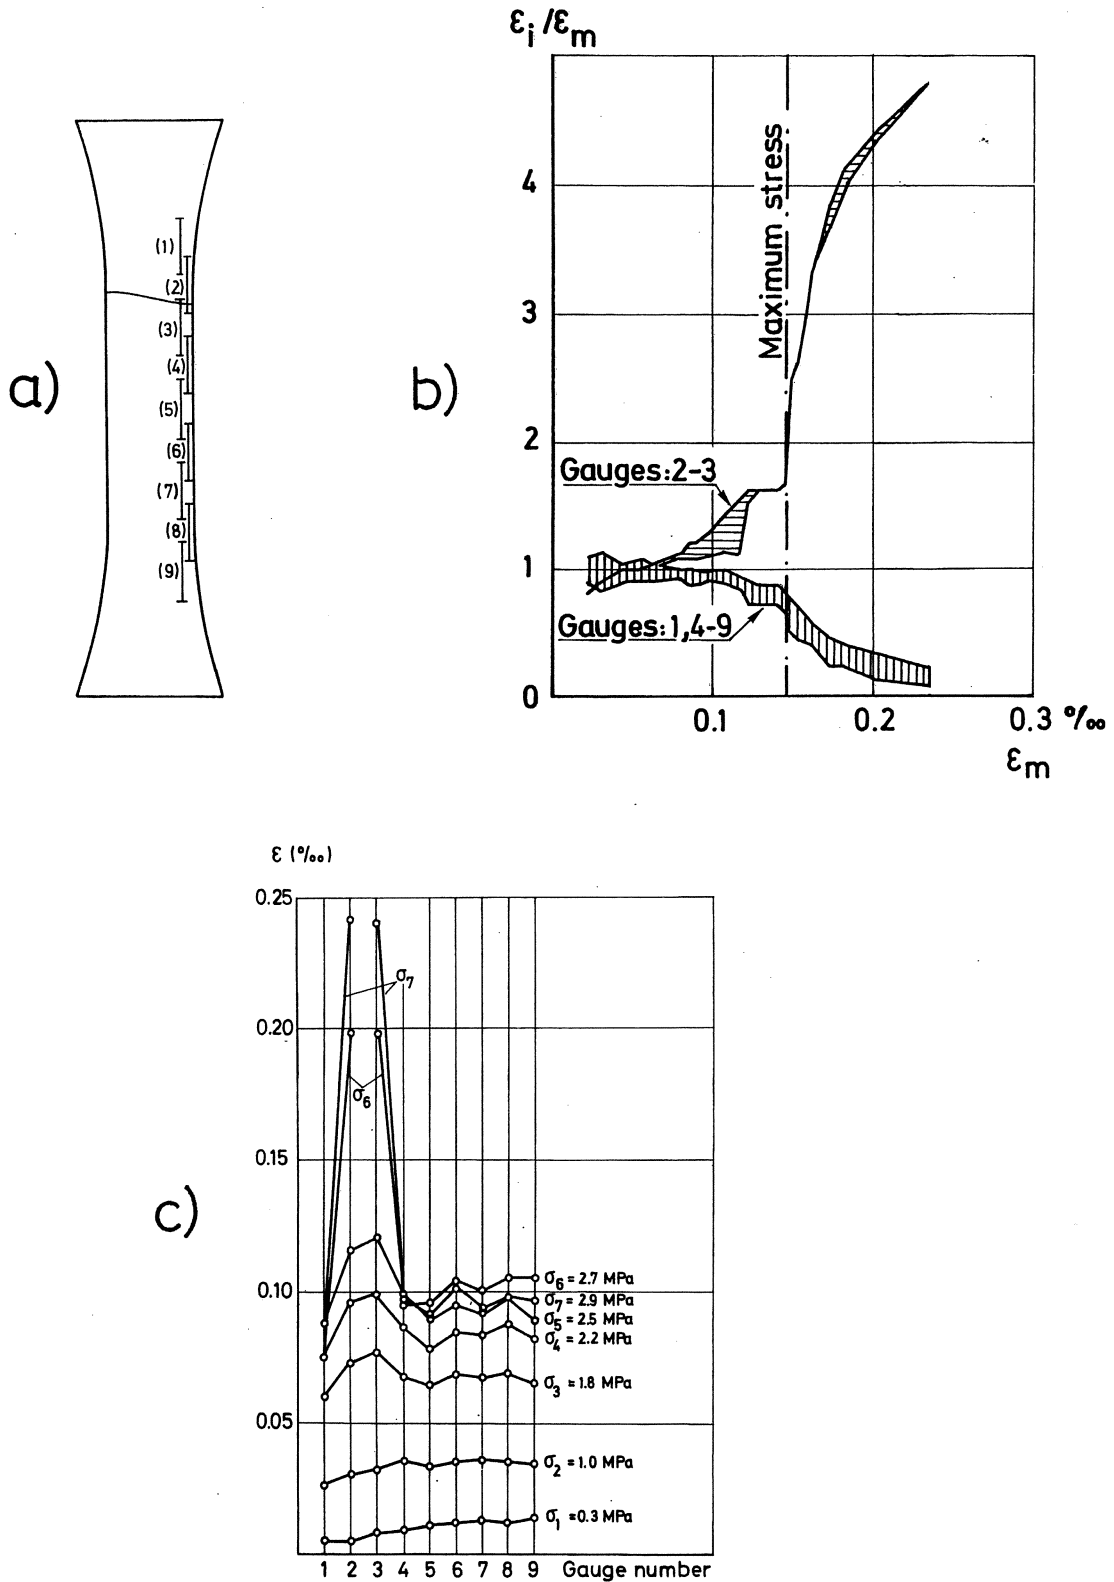 a)
(1)
(2)
(3)
(4)
(5)
(6)
(7)
(8)
(9)
b)
εi/εm
4
3
2
1
0
Maximum stress
Gauges: 2-3
Gauges: 1,4-9
0.1 0.2 0.3 ‰
εm
c)
ε (‰)
0.25
0.20
0.15
0.10
0.05
σ7
σ6
σ6 = 2.7 MPa
σ7 = 2.9 MPa
σ5 = 2.5 MPa
σ4 = 2.2 MPa
σ3 = 1.8 MPa
σ2 = 1.0 MPa
σ1 = 0.3 MPa
1 2 3 4 5 6 7 8 9 Gauge number